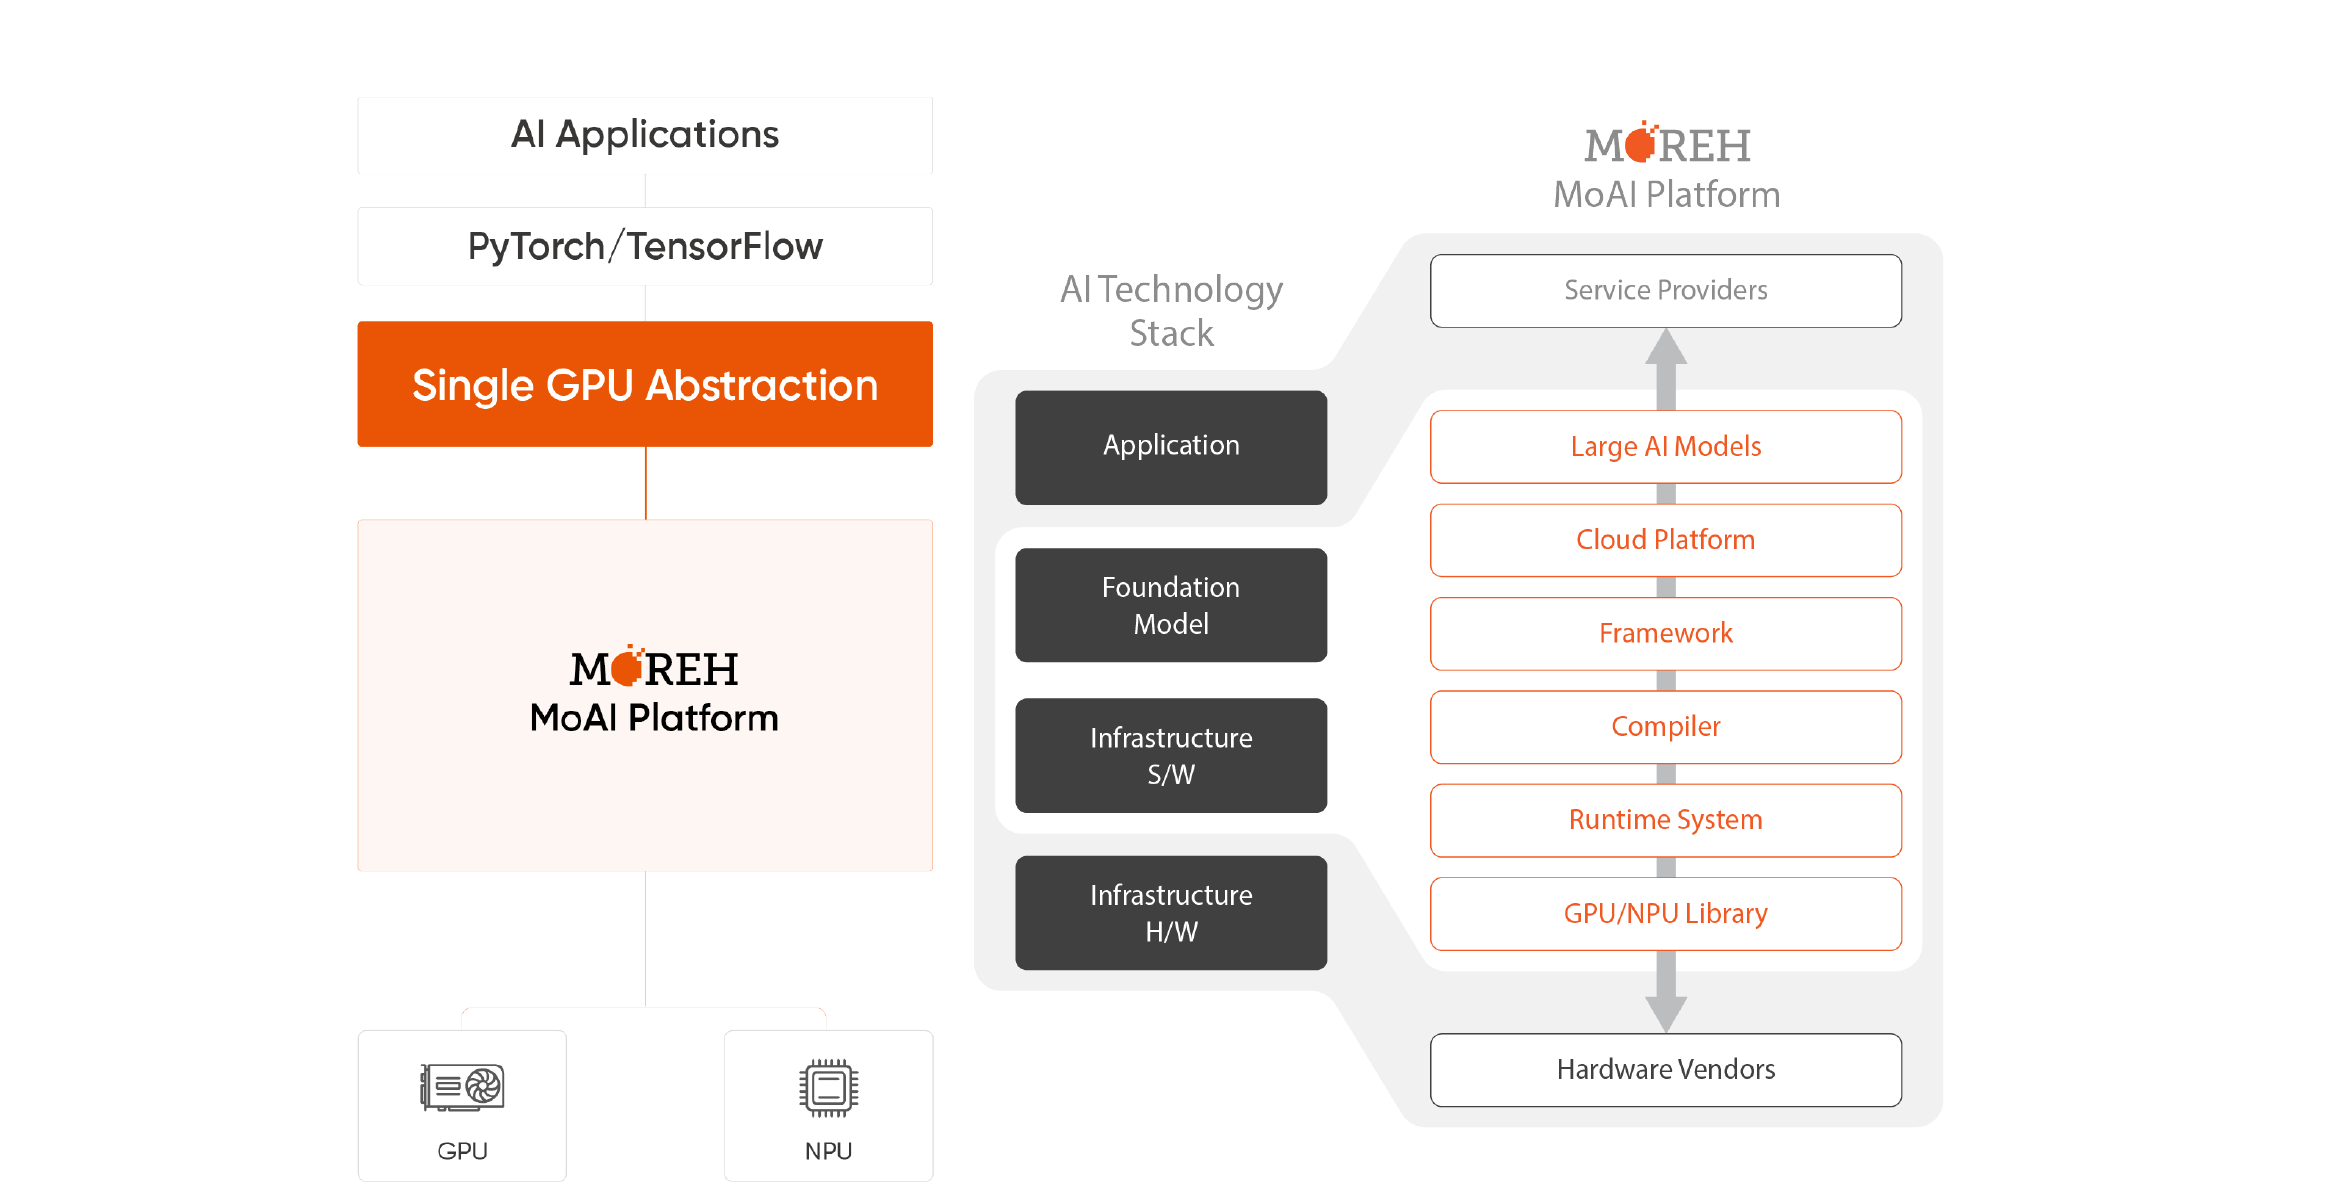 AI Applications
PyTorch/TensorFlow
Single GPU Abstraction
MOREH
MoAI Platform
GPU
NPU
AI Technology
Stack
Application
Foundation
Model
Infrastructure
S/W
Infrastructure
H/W
MOREH
MoAI Platform
Service Providers
Large AI Models
Cloud Platform
Framework
Compiler
Runtime System
GPU/NPU Library
Hardware Vendors